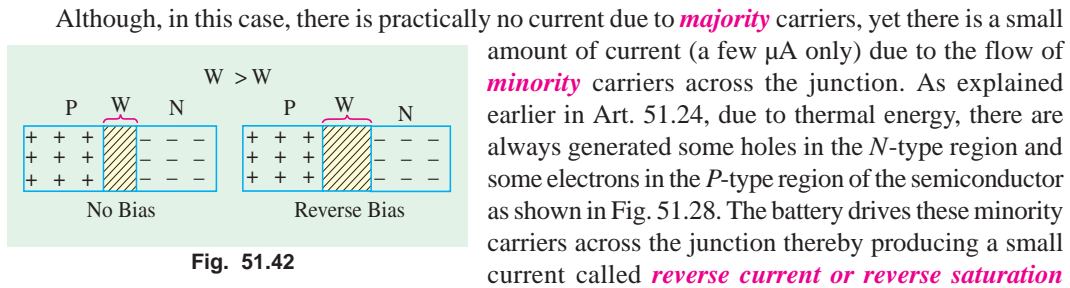 Although, in this case, there is practically no current due to majority carriers, yet there is a small
amount of current (a few μA only) due to the flow of
minority carriers across the junction. As explained
earlier in Art. 51.24, due to thermal energy, there are
always generated some holes in the N-type region and
some electrons in the P-type region of the semiconductor
as shown in Fig. 51.28. The battery drives these minority
carriers across the junction thereby producing a small
current called reverse current or reverse saturation
W > W
P W N
P W N
+ + + – – –
+ + + – – –
+ + + – – –
+ + + – – –
+ + + – – –
+ + + – – –
No Bias
Reverse Bias
Fig. 51.42